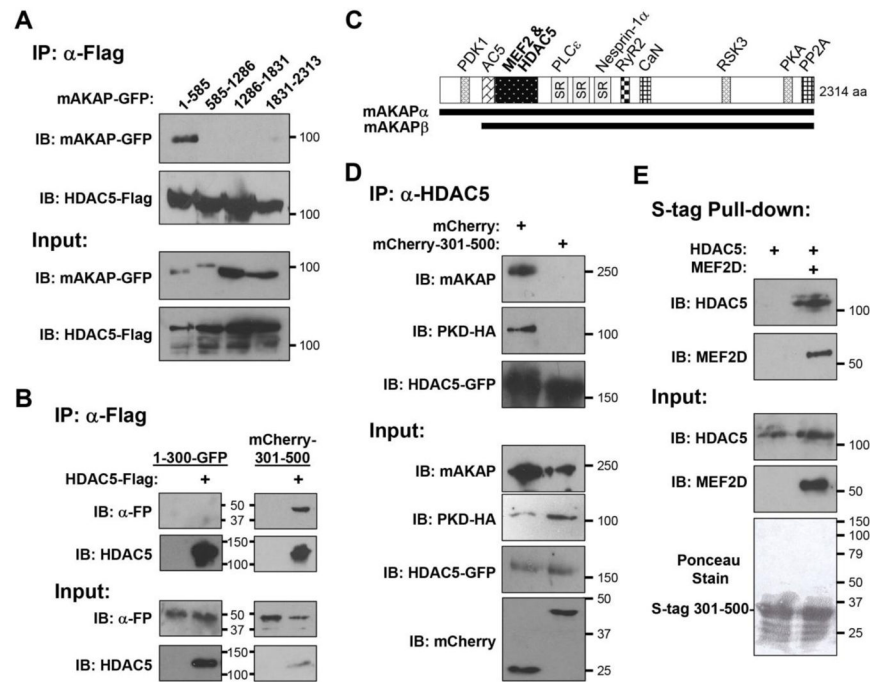 A
IP: α-Flag
mAKAP-GFP: 1-585 585-1286 1286-1831 1831-2313
IB: mAKAP-GFP 100
IB: HDAC5-Flag 100
Input:
IB: mAKAP-GFP 100
IB: HDAC5-Flag 100
B
IP: α-Flag
1-300-GFP mCherry-301-500
HDAC5-Flag: + +
IB: α-FP 50 37
IB: HDAC5 150 100
Input:
IB: α-FP 50 37
IB: HDAC5 150 100
C
PDK1 AC5 MEF2 & HDAC5 PLCε Nesprin-1α RyR2 CaN RSK3 PKA PP2A
SR SR SR 2314 aa
mAKAPα
mAKAPβ
D
IP: α-HDAC5
mCherry: +
mCherry-301-500: +
IB: mAKAP 250
IB: PKD-HA 100
IB: HDAC5-GFP 150
Input:
IB: mAKAP 250
IB: PKD-HA 100
IB: HDAC5-GFP 150
IB: mCherry 50 37 25
E
S-tag Pull-down:
HDAC5: + +
MEF2D: +
IB: HDAC5 100
IB: MEF2D 50
Input:
IB: HDAC5 100
IB: MEF2D 50
Ponceau Stain
S-tag 301-500
150
100
79
50
37
25